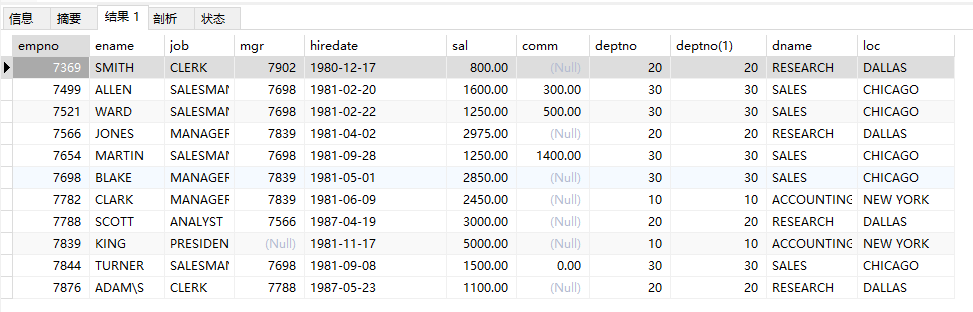 信息 摘要 结果 1 剖析 状态
empno ename job mgr hiredate sal comm deptno deptno(1) dname loc
7369 SMITH CLERK 7902 1980-12-17 800.00 (Null) 20 20 RESEARCH DALLAS
7499 ALLEN SALESMAN 7698 1981-02-20 1600.00 300.00 30 30 SALES CHICAGO
7521 WARD SALESMAN 7698 1981-02-22 1250.00 500.00 30 30 SALES CHICAGO
7566 JONES MANAGER 7839 1981-04-02 2975.00 (Null) 20 20 RESEARCH DALLAS
7654 MARTIN SALESMAN 7698 1981-09-28 1250.00 1400.00 30 30 SALES CHICAGO
7698 BLAKE MANAGER 7839 1981-05-01 2850.00 (Null) 30 30 SALES CHICAGO
7782 CLARK MANAGER 7839 1981-06-09 2450.00 (Null) 10 10 ACCOUNTING NEW YORK
7788 SCOTT ANALYST 7566 1987-04-19 3000.00 (Null) 20 20 RESEARCH DALLAS
7839 KING PRESIDEN (Null) 1981-11-17 5000.00 (Null) 10 10 ACCOUNTING NEW YORK
7844 TURNER SALESMAN 7698 1981-09-08 1500.00 0.00 30 30 SALES CHICAGO
7876 ADAM\S CLERK 7788 1987-05-23 1100.00 (Null) 20 20 RESEARCH DALLAS